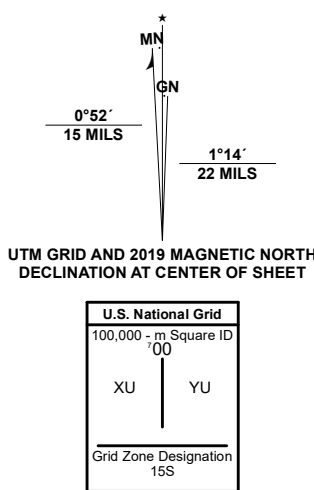 ★
MN
GN
0°52´
15 MILS
1°14´
22 MILS
UTM GRID AND 2019 MAGNETIC NORTH
DECLINATION AT CENTER OF SHEET
U.S. National Grid
100,000 - m Square ID
⁷00
XU YU
Grid Zone Designation
15S